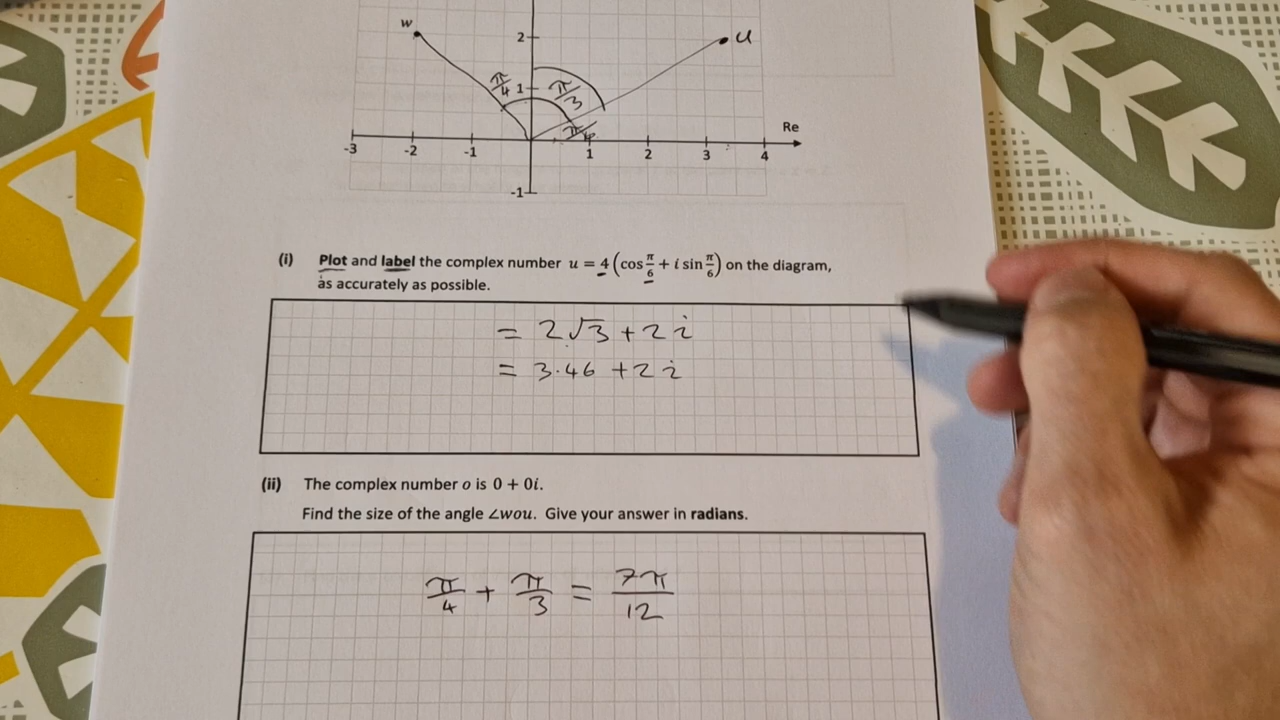 w
2
u
π/4
1
π/3
Re
-3 -2 -1 1 2 3 4
-1
(i) Plot and label the complex number u = 4 (cos π/6 + i sin π/6) on the diagram,
as accurately as possible.
= 2√3 + 2i
= 3.46 + 2i
(ii) The complex number o is 0 + 0i.
Find the size of the angle ∠wou. Give your answer in radians.
π/4 + π/3 = 7π/12